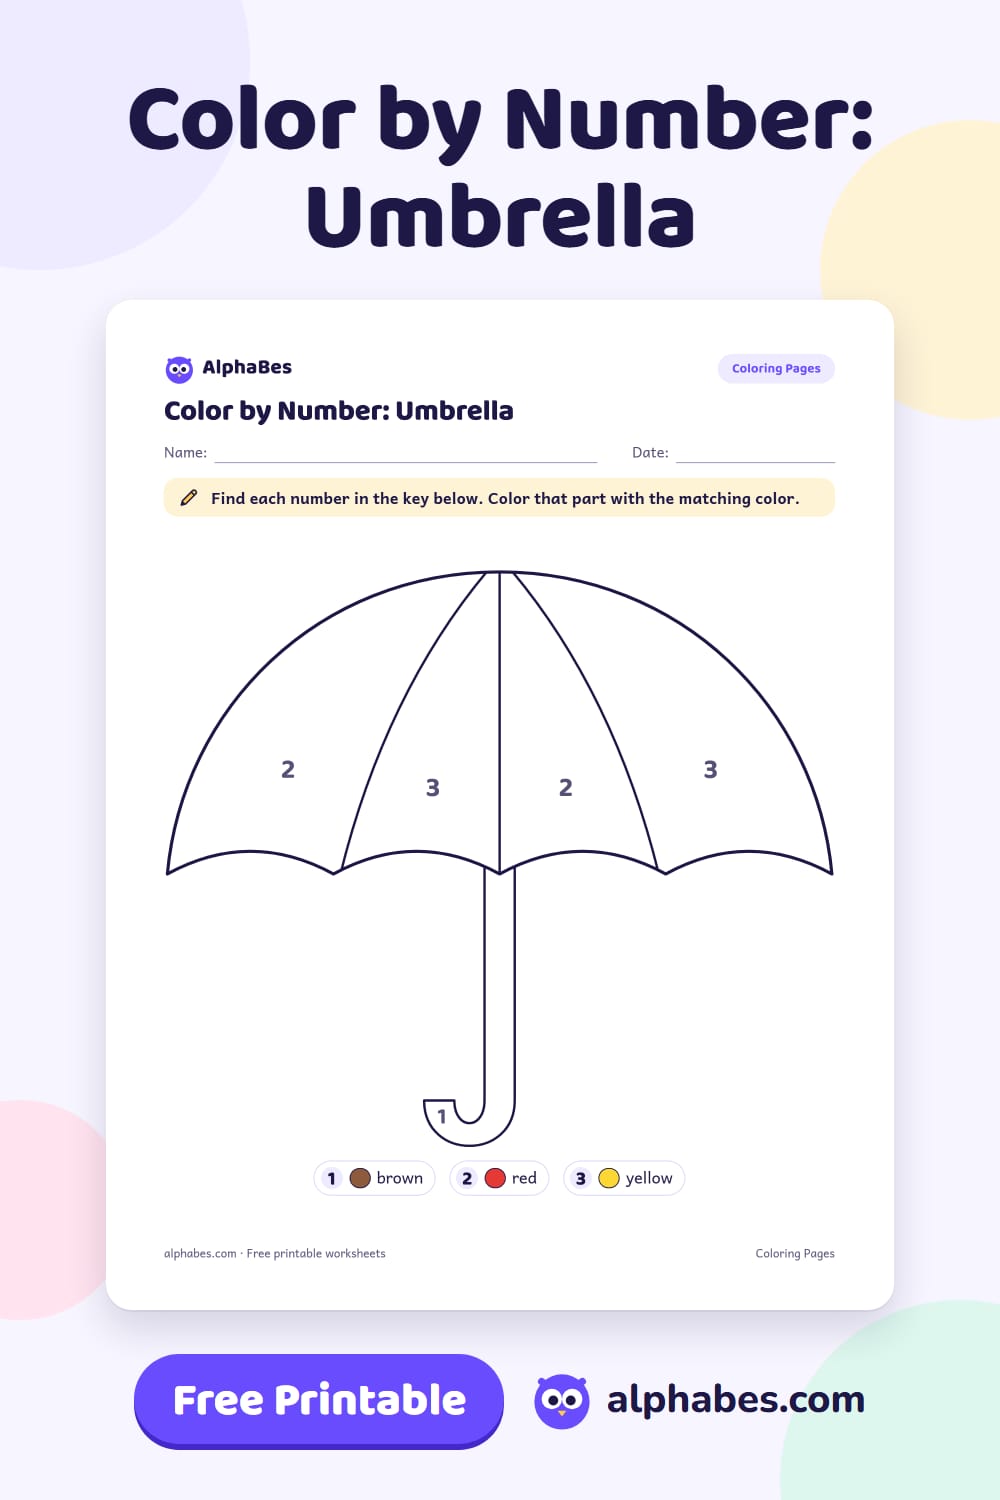 Color by Number:
Umbrella
AlphaBes
Coloring Pages
Color by Number: Umbrella
Name:
Date:
Find each number in the key below. Color that part with the matching color.
2
3
2
3
1
1 brown
2 red
3 yellow
alphabes.com · Free printable worksheets
Coloring Pages
Free Printable
alphabes.com